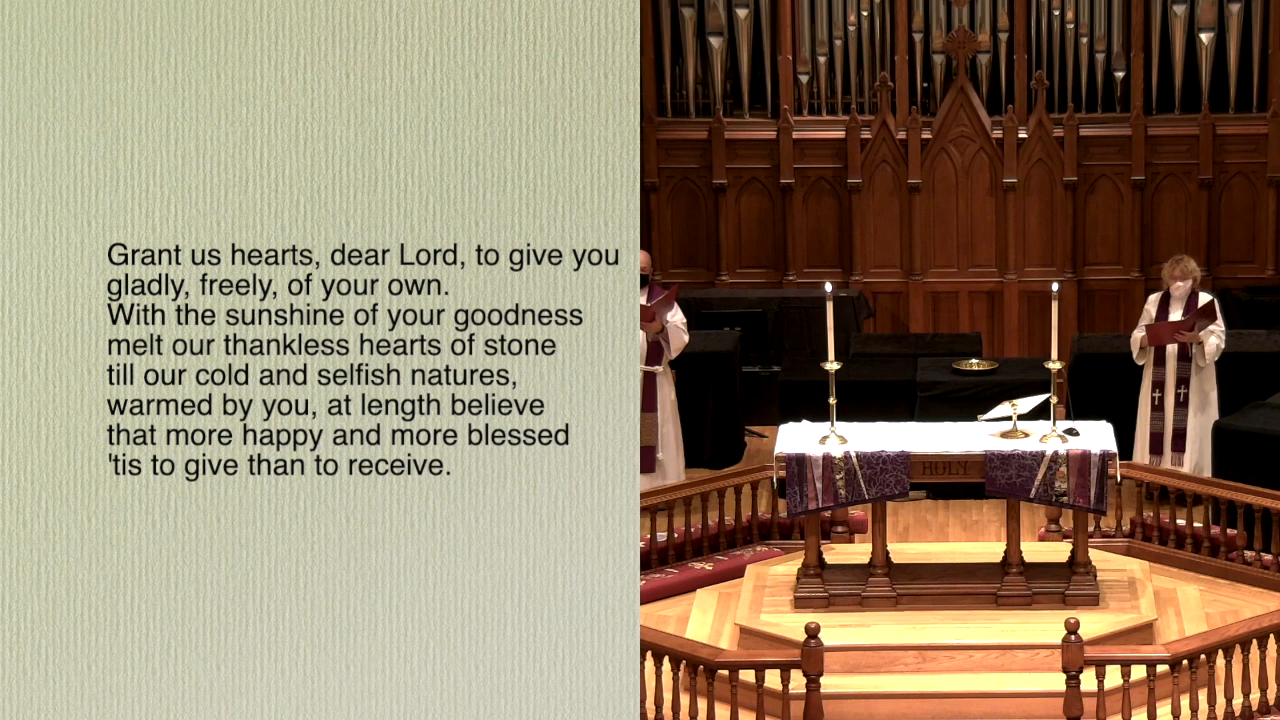 Grant us hearts, dear Lord, to give you
gladly, freely, of your own.
With the sunshine of your goodness
melt our thankless hearts of stone
till our cold and selfish natures,
warmed by you, at length believe
that more happy and more blessed
'tis to give than to receive.
HOLY